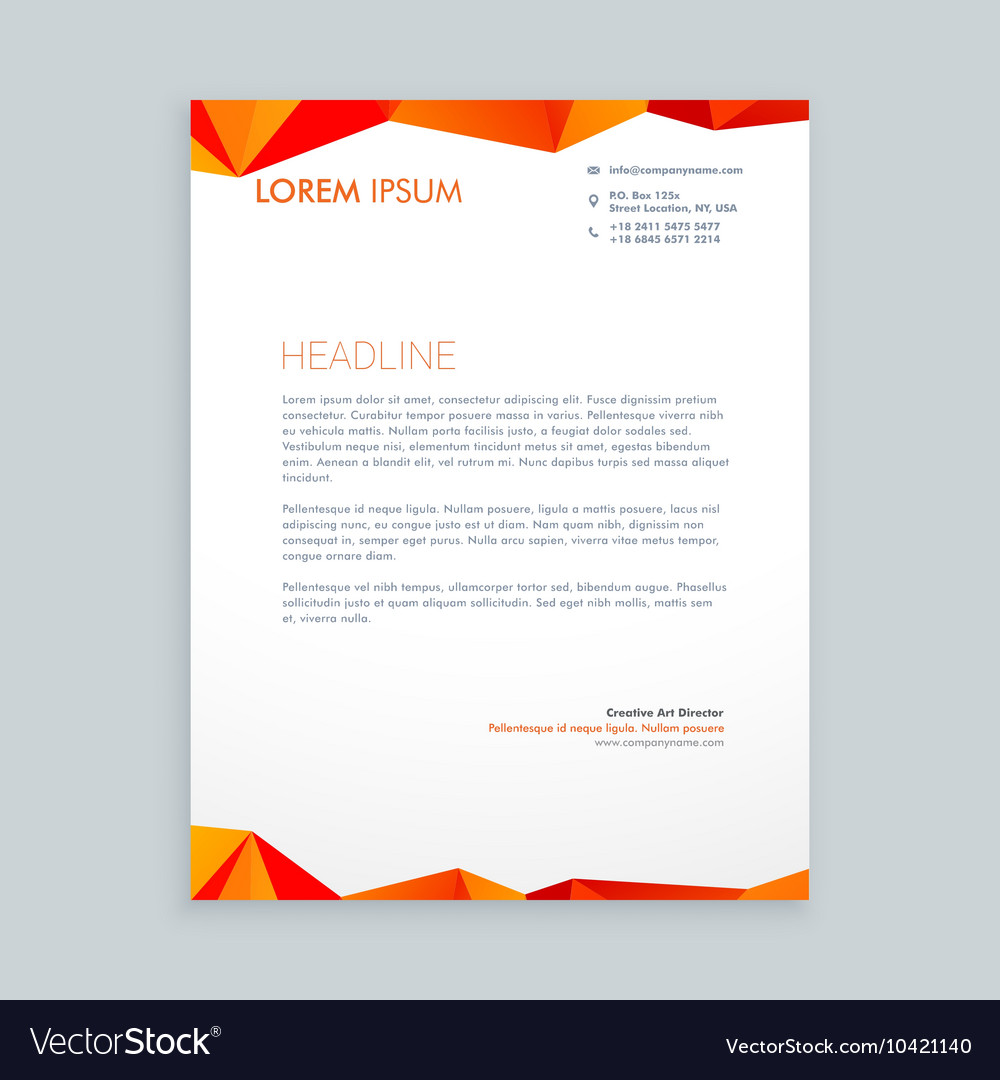 LOREM IPSUM
info@companyname.com
P.O. Box 125x
Street Location, NY, USA
+18 2411 5475 5477
+18 6845 6571 2214
HEADLINE
Lorem ipsum dolor sit amet, consectetur adipiscing elit. Fusce dignissim pretium
consectetur. Curabitur tempor posuere massa in varius. Pellentesque viverra nibh
eu vehicula mattis. Nullam porta facilisis justo, a feugiat dolor sodales sed.
Vestibulum neque nisi, elementum tincidunt metus sit amet, egestas bibendum
enim. Aenean a blandit elit, vel rutrum mi. Nunc dapibus turpis sed massa aliquet
tincidunt.
Pellentesque id neque ligula. Nullam posuere, ligula a mattis posuere, lacus nisl
adipiscing nunc, eu congue justo est ut diam. Nam quam nibh, dignissim non
consequat in, semper eget purus. Nulla arcu sapien, viverra vitae metus tempor,
congue ornare diam.
Pellentesque vel nibh tempus, ullamcorper tortor sed, bibendum augue. Phasellus
sollicitudin justo et quam aliquam sollicitudin. Sed eget nibh mollis, mattis sem
et, viverra nulla.
Creative Art Director
Pellentesque id neque ligula. Nullam posuere
www.companyname.com
VectorStock®
VectorStock.com/10421140